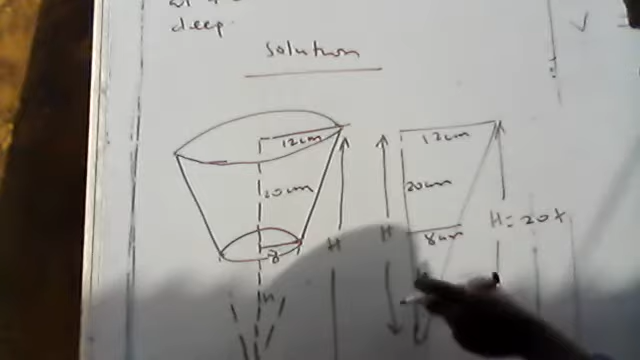 deep.
Solution
12cm
20cm
8
H
h
12cm
20cm
8cm
H
H = 20+